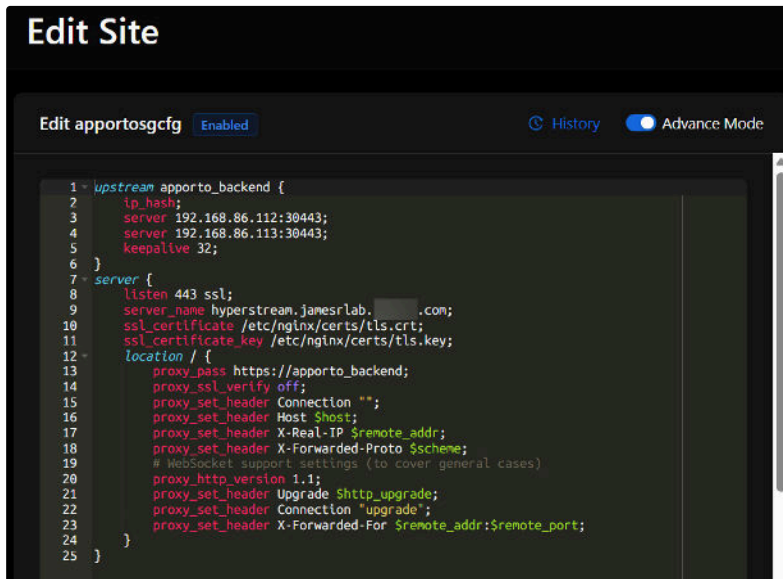 Edit Site
Edit apportosgcfg Enabled History Advance Mode
1 upstream apporto_backend {
2 ip_hash;
3 server 192.168.86.112:30443;
4 server 192.168.86.113:30443;
5 keepalive 32;
6 }
7 server {
8 listen 443 ssl;
9 server_name hyperstream.jamesrlab. .com;
10 ssl_certificate /etc/nginx/certs/tls.crt;
11 ssl_certificate_key /etc/nginx/certs/tls.key;
12 location / {
13 proxy_pass https://apporto_backend;
14 proxy_ssl_verify off;
15 proxy_set_header Connection "";
16 proxy_set_header Host $host;
17 proxy_set_header X-Real-IP $remote_addr;
18 proxy_set_header X-Forwarded-Proto $scheme;
19 # WebSocket support settings (to cover general cases)
20 proxy_http_version 1.1;
21 proxy_set_header Upgrade $http_upgrade;
22 proxy_set_header Connection "upgrade";
23 proxy_set_header X-Forwarded-For $remote_addr:$remote_port;
24 }
25 }